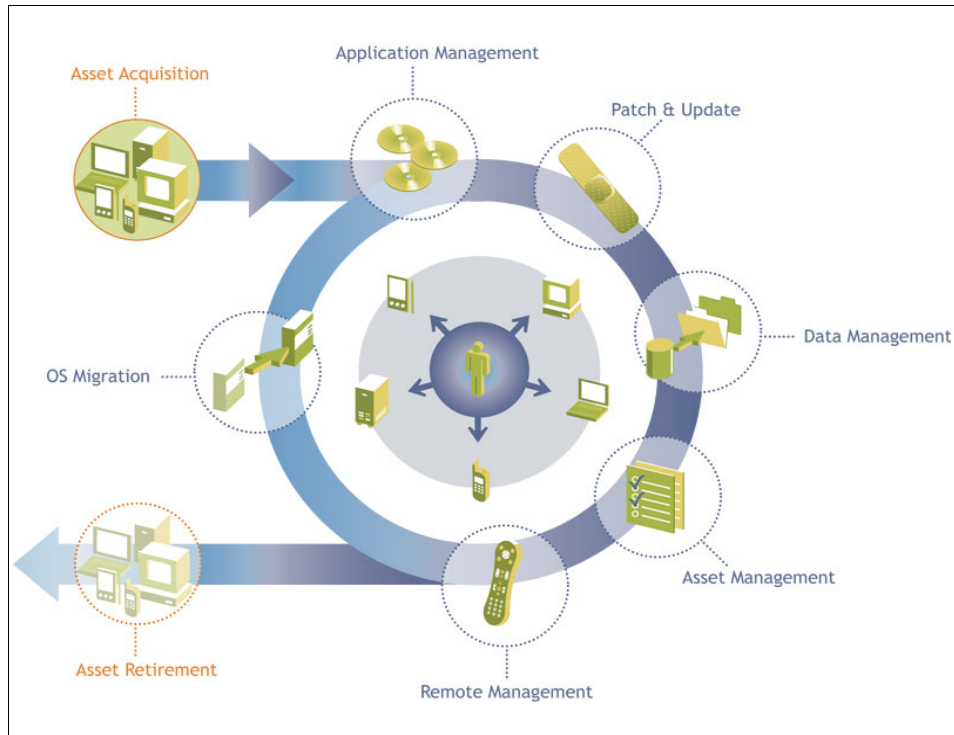 Application Management
Asset Acquisition
Patch & Update
Data Management
OS Migration
Asset Management
Asset Retirement
Remote Management